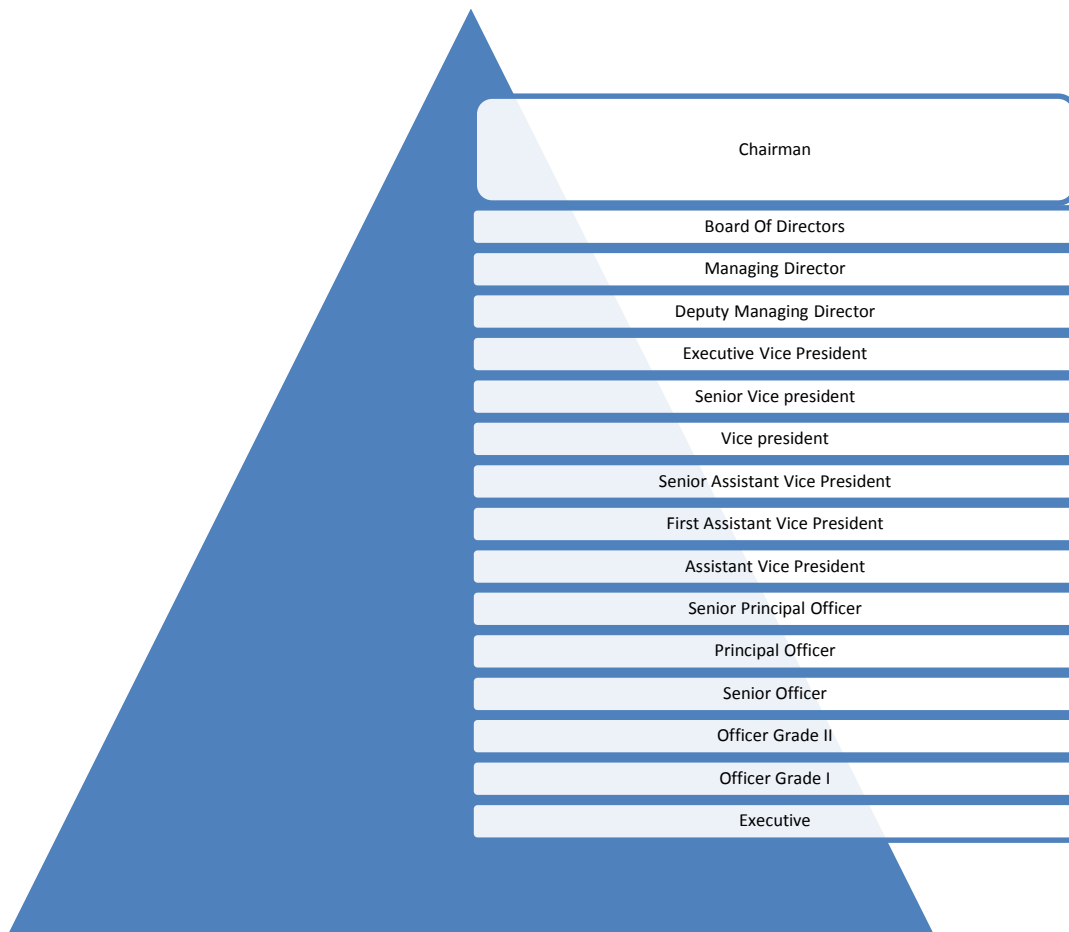 Chairman
Board Of Directors
Managing Director
Deputy Managing Director
Executive Vice President
Senior Vice president
Vice president
Senior Assistant Vice President
First Assistant Vice President
Assistant Vice President
Senior Principal Officer
Principal Officer
Senior Officer
Officer Grade II
Officer Grade I
Executive